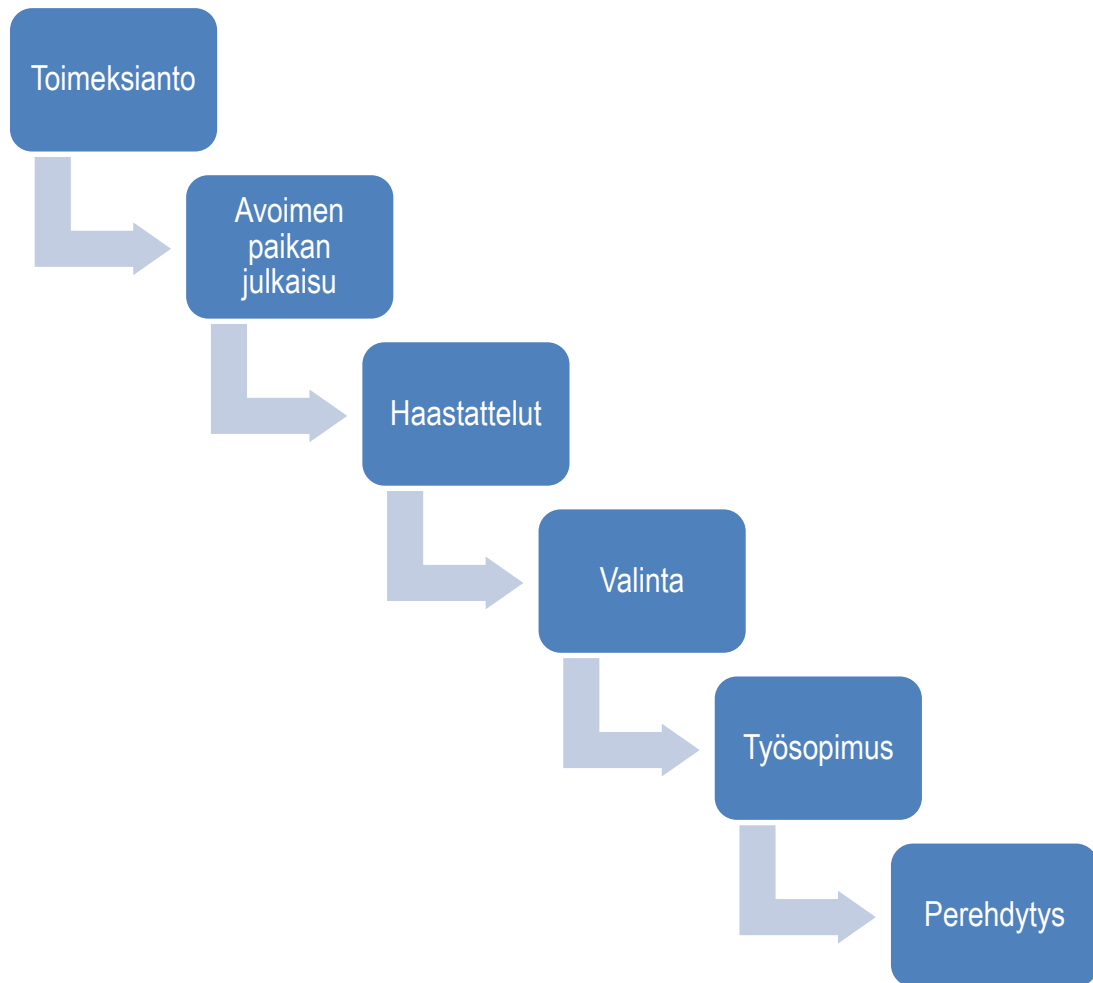 Toimeksianto
Avoimen
paikan
julkaisu
Haastattelut
Valinta
Työsopimus
Perehdytys